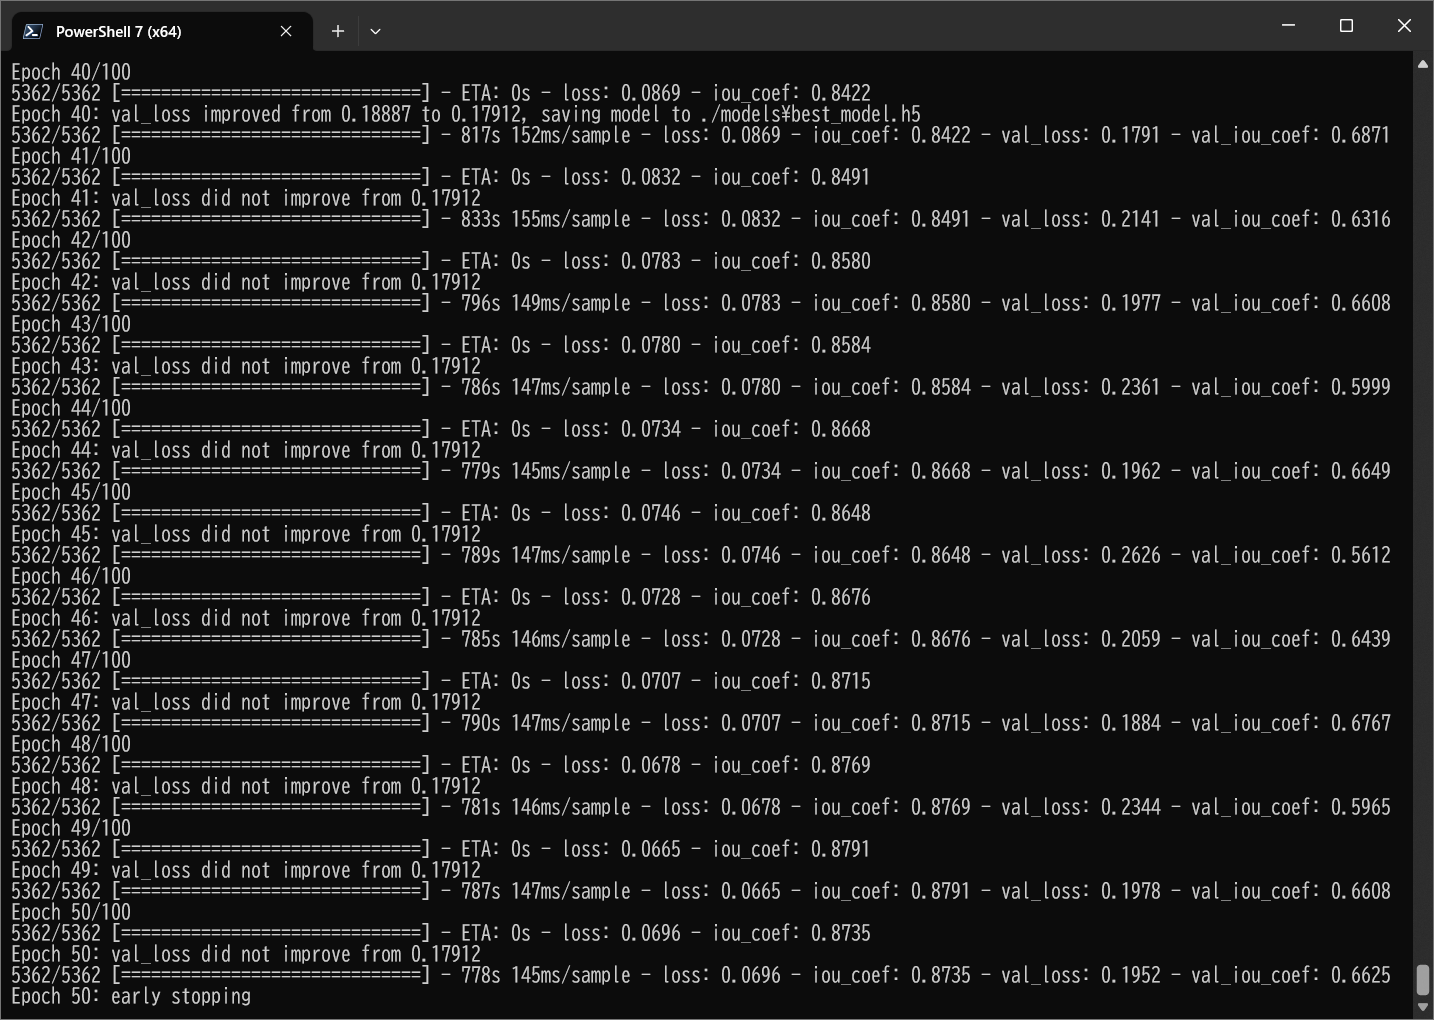 PowerShell 7 (x64)
Epoch 40/100
5362/5362 [==============================] - ETA: 0s - loss: 0.0869 - iou_coef: 0.8422
Epoch 40: val_loss improved from 0.18887 to 0.17912, saving model to ./models¥best_model.h5
5362/5362 [==============================] - 817s 152ms/sample - loss: 0.0869 - iou_coef: 0.8422 - val_loss: 0.1791 - val_iou_coef: 0.6871
Epoch 41/100
5362/5362 [==============================] - ETA: 0s - loss: 0.0832 - iou_coef: 0.8491
Epoch 41: val_loss did not improve from 0.17912
5362/5362 [==============================] - 833s 155ms/sample - loss: 0.0832 - iou_coef: 0.8491 - val_loss: 0.2141 - val_iou_coef: 0.6316
Epoch 42/100
5362/5362 [==============================] - ETA: 0s - loss: 0.0783 - iou_coef: 0.8580
Epoch 42: val_loss did not improve from 0.17912
5362/5362 [==============================] - 796s 149ms/sample - loss: 0.0783 - iou_coef: 0.8580 - val_loss: 0.1977 - val_iou_coef: 0.6608
Epoch 43/100
5362/5362 [==============================] - ETA: 0s - loss: 0.0780 - iou_coef: 0.8584
Epoch 43: val_loss did not improve from 0.17912
5362/5362 [==============================] - 786s 147ms/sample - loss: 0.0780 - iou_coef: 0.8584 - val_loss: 0.2361 - val_iou_coef: 0.5999
Epoch 44/100
5362/5362 [==============================] - ETA: 0s - loss: 0.0734 - iou_coef: 0.8668
Epoch 44: val_loss did not improve from 0.17912
5362/5362 [==============================] - 779s 145ms/sample - loss: 0.0734 - iou_coef: 0.8668 - val_loss: 0.1962 - val_iou_coef: 0.6649
Epoch 45/100
5362/5362 [==============================] - ETA: 0s - loss: 0.0746 - iou_coef: 0.8648
Epoch 45: val_loss did not improve from 0.17912
5362/5362 [==============================] - 789s 147ms/sample - loss: 0.0746 - iou_coef: 0.8648 - val_loss: 0.2626 - val_iou_coef: 0.5612
Epoch 46/100
5362/5362 [==============================] - ETA: 0s - loss: 0.0728 - iou_coef: 0.8676
Epoch 46: val_loss did not improve from 0.17912
5362/5362 [==============================] - 785s 146ms/sample - loss: 0.0728 - iou_coef: 0.8676 - val_loss: 0.2059 - val_iou_coef: 0.6439
Epoch 47/100
5362/5362 [==============================] - ETA: 0s - loss: 0.0707 - iou_coef: 0.8715
Epoch 47: val_loss did not improve from 0.17912
5362/5362 [==============================] - 790s 147ms/sample - loss: 0.0707 - iou_coef: 0.8715 - val_loss: 0.1884 - val_iou_coef: 0.6767
Epoch 48/100
5362/5362 [==============================] - ETA: 0s - loss: 0.0678 - iou_coef: 0.8769
Epoch 48: val_loss did not improve from 0.17912
5362/5362 [==============================] - 781s 146ms/sample - loss: 0.0678 - iou_coef: 0.8769 - val_loss: 0.2344 - val_iou_coef: 0.5965
Epoch 49/100
5362/5362 [==============================] - ETA: 0s - loss: 0.0665 - iou_coef: 0.8791
Epoch 49: val_loss did not improve from 0.17912
5362/5362 [==============================] - 787s 147ms/sample - loss: 0.0665 - iou_coef: 0.8791 - val_loss: 0.1978 - val_iou_coef: 0.6608
Epoch 50/100
5362/5362 [==============================] - ETA: 0s - loss: 0.0696 - iou_coef: 0.8735
Epoch 50: val_loss did not improve from 0.17912
5362/5362 [==============================] - 778s 145ms/sample - loss: 0.0696 - iou_coef: 0.8735 - val_loss: 0.1952 - val_iou_coef: 0.6625
Epoch 50: early stopping